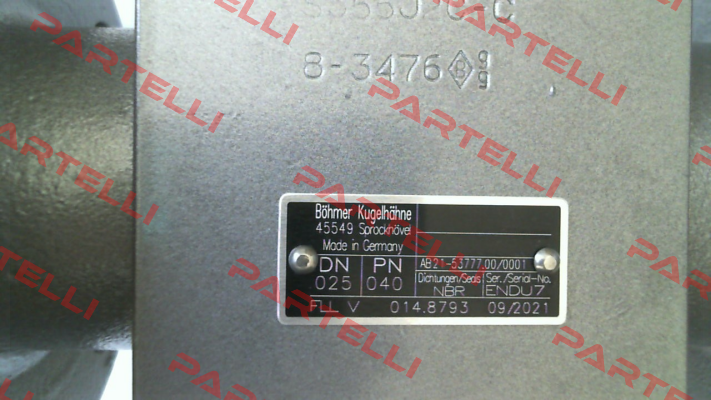 8-3476 B 99
Böhmer Kugelhähne
45549 Sprockhövel
Made in Germany
DN PN AB21-53777.00/0001
025 040 Dichtungen/Seals Ser./Serial-No.
NBR ENDU7
FLL V 014.8793 09/2021
PARTELLI
PARTELLI
PARTELLI
PARTELLI
PARTELLI
PARTELLI
PARTELLI